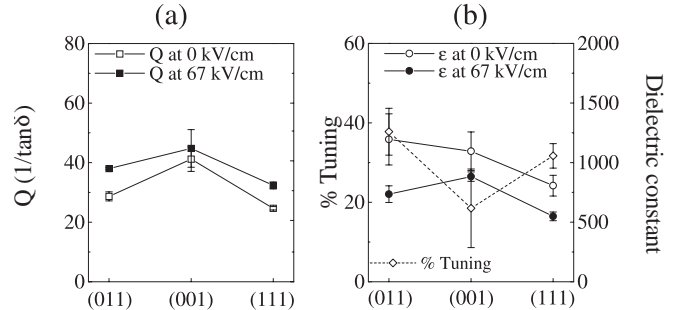 (a)
Q (1/tanδ)
80
60
40
20
0
Q at 0 kV/cm
Q at 67 kV/cm
(011)
(001)
(111)
(b)
% Tuning
60
40
20
0
ε at 0 kV/cm
ε at 67 kV/cm
% Tuning
(011)
(001)
(111)
2000
1500
1000
500
0
Dielectric constant